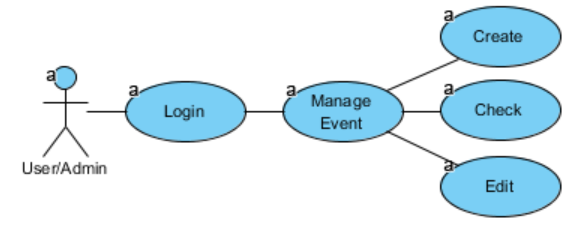 a
User/Admin
a
Login
a
Manage
Event
a
Create
a
Check
a
Edit